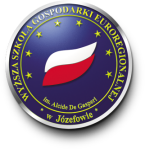 WYŻSZA SZKOŁA GOSPODARKI EUROREGIONALNEJ
im. Alcide De Gasperi
w Józefowie